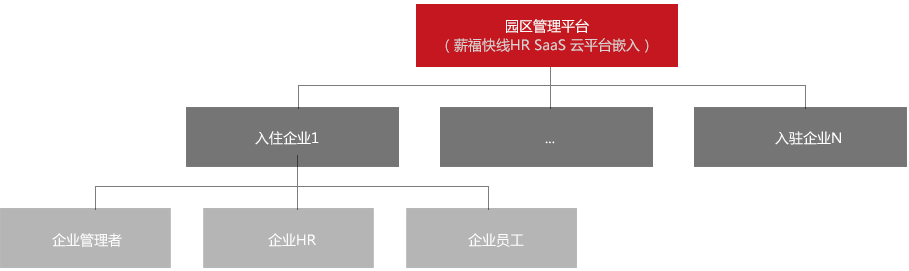 园区管理平台
（薪福快线HR SaaS 云平台嵌入）
入住企业1
...
入驻企业N
企业管理者
企业HR
企业员工